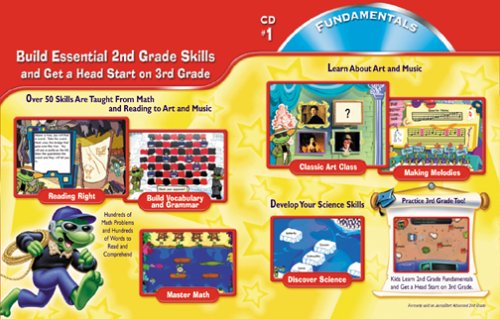 Build Essential 2nd Grade Skills
and Get a Head Start on 3rd Grade
Over 50 Skills Are Taught From Math
and Reading to Art and Music
Reading Right
Build Vocabulary
and Grammar
Hundreds of
Math Problems
and Hundreds
of Words to
Read and
Comprehend
Master Math
CD
#1
FUNDAMENTALS
Learn About Art and Music
?
Classic Art Class
Making Melodies
Develop Your Science Skills
Discover Science
Practice 3rd Grade Too!
Kids Learn 2nd Grade Fundamentals
and Get a Head Start on 3rd Grade.